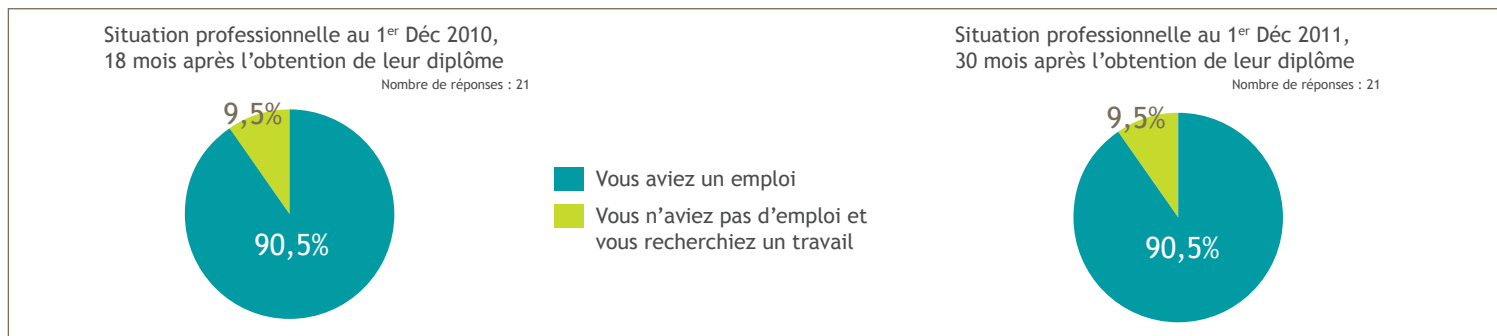 Situation professionnelle au 1er Déc 2010,
18 mois après l’obtention de leur diplôme
Nombre de réponses : 21
9,5%
90,5%
Vous aviez un emploi
Vous n’aviez pas d’emploi et
vous recherchiez un travail
Situation professionnelle au 1er Déc 2011,
30 mois après l’obtention de leur diplôme
Nombre de réponses : 21
9,5%
90,5%